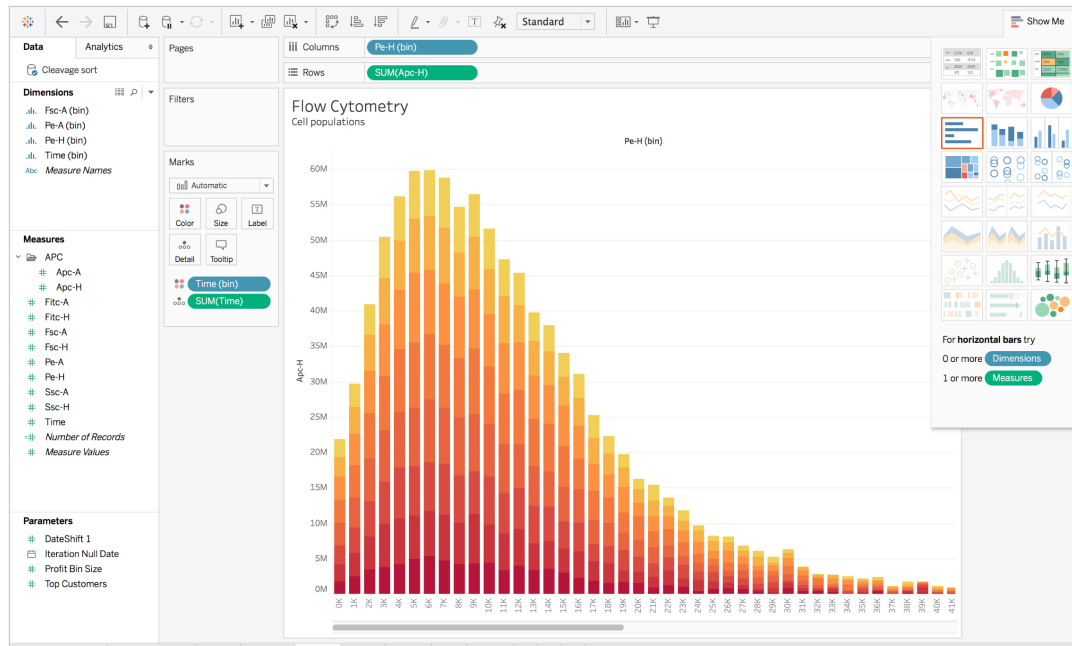 Standard
Show Me
Data
Analytics
Pages
Columns
Pe-H (bin)
Cleavage sort
Rows
SUM(Apc-H)
Dimensions
Fsc-A (bin)
Pe-A (bin)
Pe-H (bin)
Time (bin)
Abc Measure Names
Filters
Marks
Automatic
Color
Size
Label
Detail
Tooltip
Time (bin)
SUM(Time)
Measures
APC
Apc-A
Apc-H
Fitc-A
Fitc-H
Fsc-A
Fsc-H
Pe-A
Pe-H
Ssc-A
Ssc-H
Time
Number of Records
Measure Values
Parameters
DateShift 1
Iteration Null Date
Profit Bin Size
Top Customers
Flow Cytometry
Cell populations
Pe-H (bin)
60M
55M
50M
45M
40M
35M
30M
25M
20M
15M
10M
5M
0M
Apc-H
0K
1K
2K
3K
4K
5K
6K
7K
8K
9K
10K
11K
12K
13K
14K
15K
16K
17K
18K
19K
20K
21K
22K
23K
24K
25K
26K
27K
28K
29K
30K
31K
32K
33K
34K
35K
36K
37K
38K
39K
40K
41K
For horizontal bars try
0 or more Dimensions
1 or more Measures